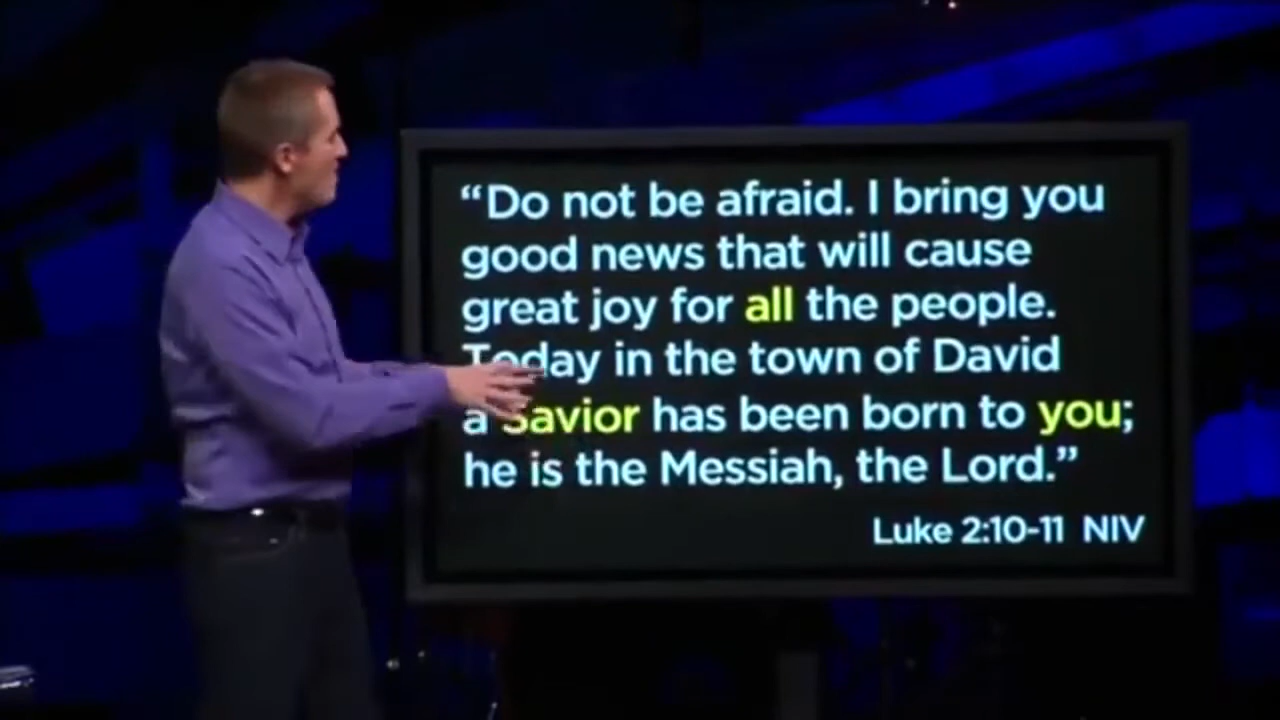 “Do not be afraid. I bring you
good news that will cause
great joy for all the people.
Today in the town of David
a Savior has been born to you;
he is the Messiah, the Lord.”
Luke 2:10-11 NIV